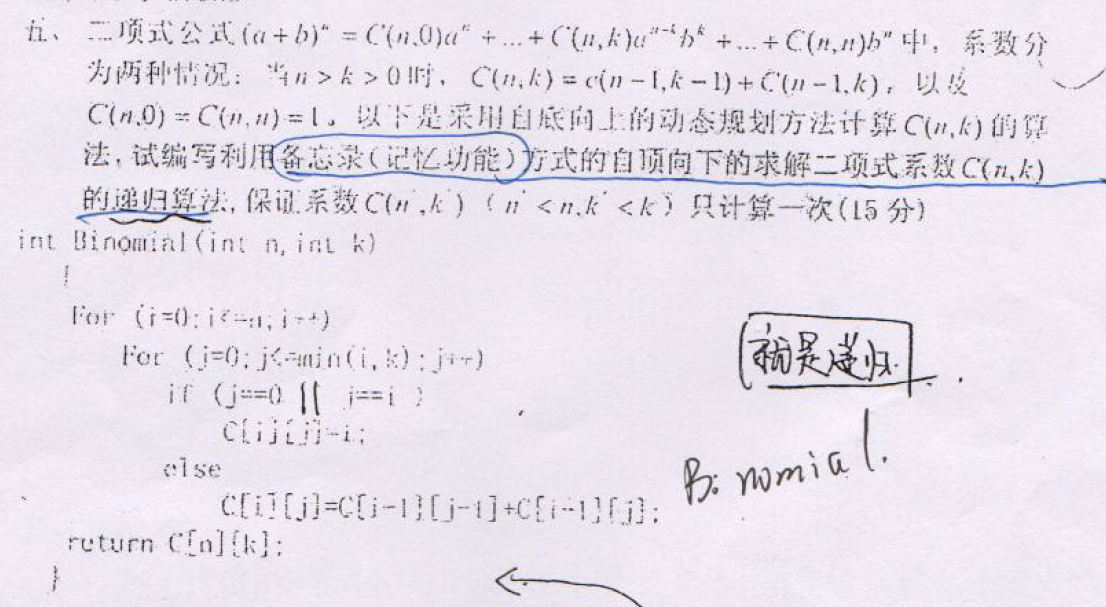 五、二项式公式(a+b)ⁿ = C(n,0)aⁿ + ... + C(n,k)aⁿ⁻ᵏbᵏ + ... + C(n,n)bⁿ 中, 系数分
为两种情况: 当 n > k > 0 时, C(n,k) = c(n-1,k-1) + C(n-1,k), 以及
C(n,0) = C(n,n) = 1。以下是采用自底向上的动态规划方法计算 C(n,k) 的算
法, 试编写利用备忘录(记忆功能)方式的自顶向下的求解二项式系数 C(n,k)
的递归算法, 保证系数 C(n',k') (n' < n, k' < k) 只计算一次(15 分)
int Binomial(int n, int k)
{
For (i=0; i<=n; i++)
For (j=0; j<=min(i, k); j++)
if (j==0 || j==i )
else
C[i][j]=C[i-1][j-1]+C[i-1][j];
return C[n][k];
}
就是递归.
Binomial.